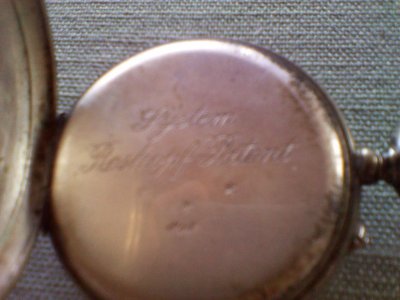 System
Roskopf Patent